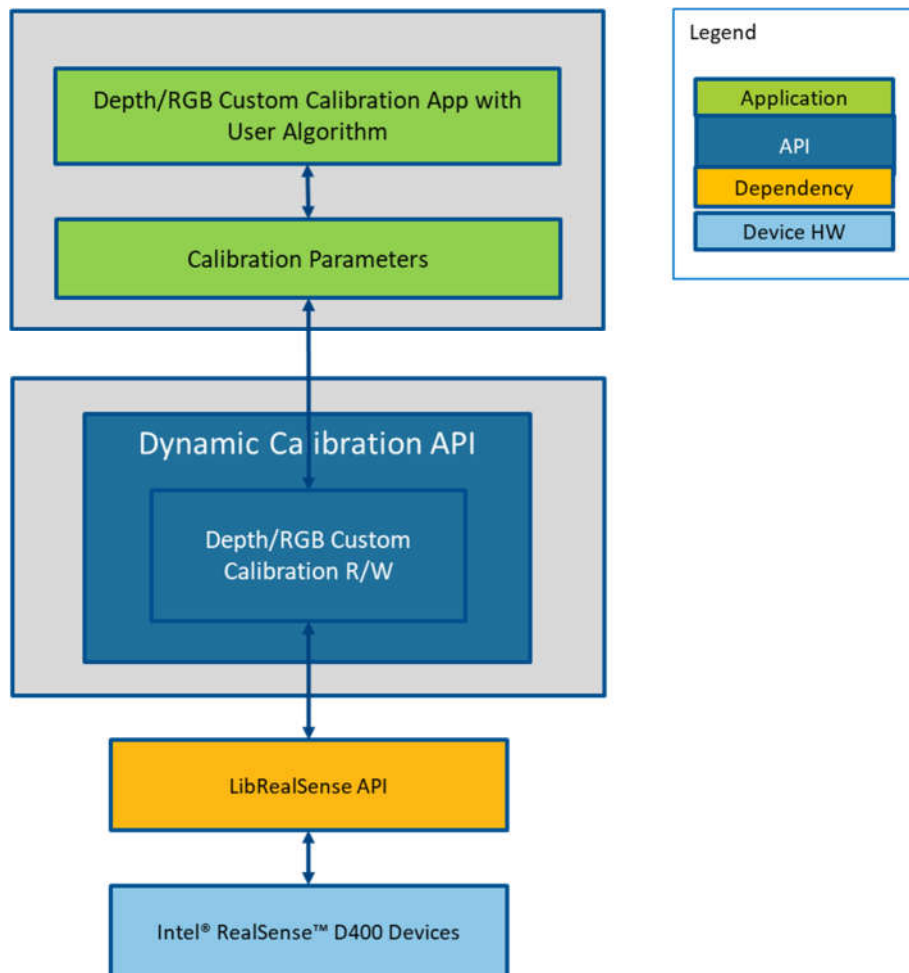 Depth/RGB Custom Calibration App with
User Algorithm
Calibration Parameters
Dynamic Calibration API
Depth/RGB Custom
Calibration R/W
LibRealSense API
Intel® RealSense™ D400 Devices
Legend
Application
API
Dependency
Device HW